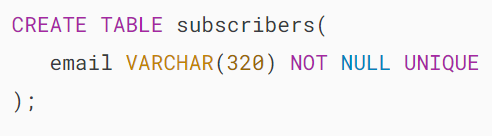 CREATE TABLE subscribers(
   email VARCHAR(320) NOT NULL UNIQUE
);